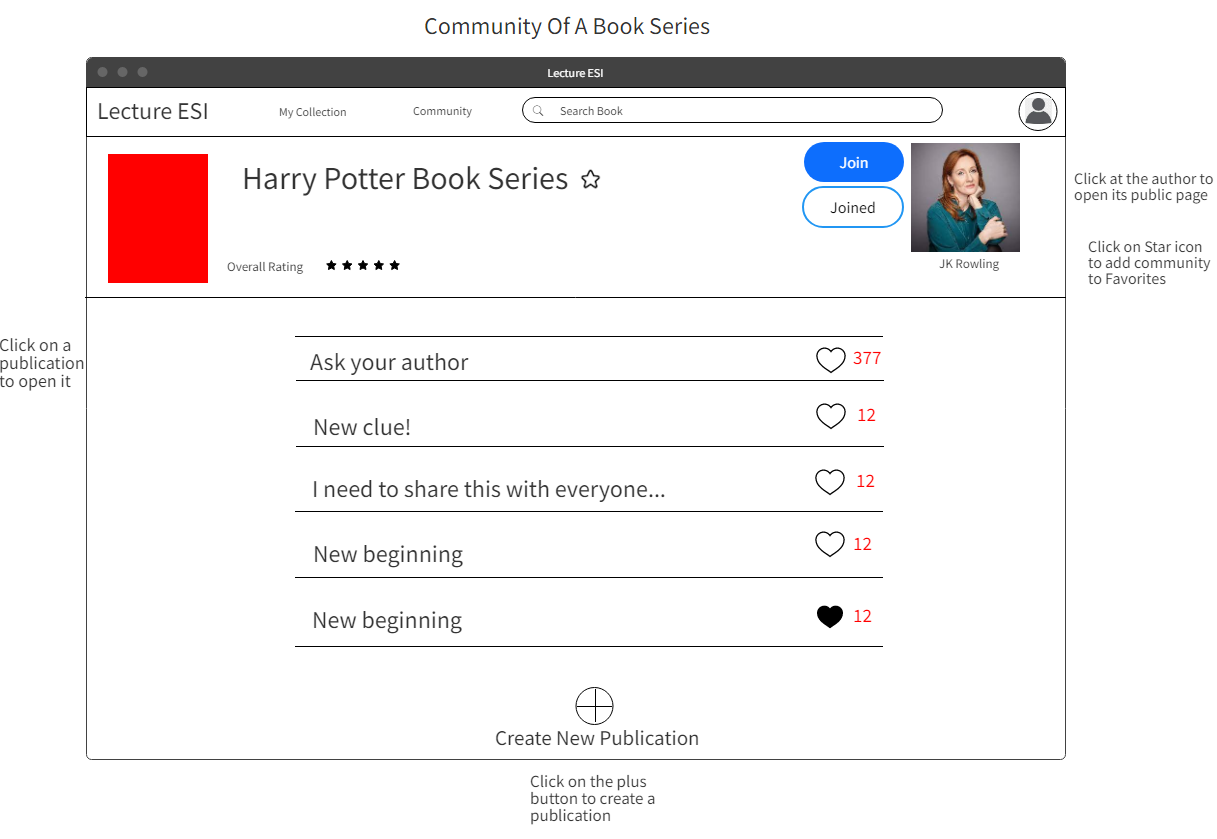 Community Of A Book Series
Lecture ESI
Lecture ESI
My Collection
Community
Search Book
Harry Potter Book Series
Join
Joined
Overall Rating
JK Rowling
Click at the author to
open its public page
Click on Star icon
to add community
to Favorites
Click on a
publication
to open it
Ask your author
377
New clue!
12
I need to share this with everyone...
12
New beginning
12
New beginning
12
Create New Publication
Click on the plus
button to create a
publication